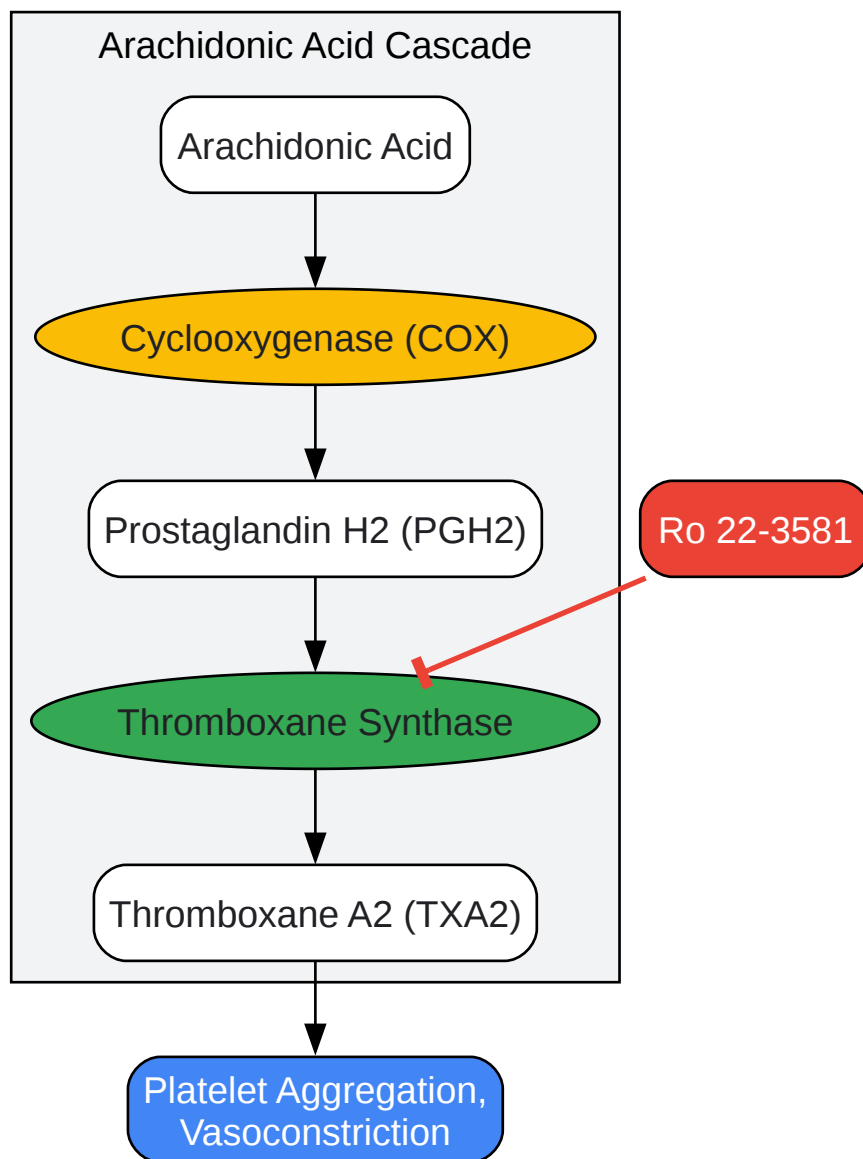 Arachidonic Acid Cascade
Arachidonic Acid
Cyclooxygenase (COX)
Prostaglandin H2 (PGH2)
Ro 22-3581
Thromboxane Synthase
Thromboxane A2 (TXA2)
Platelet Aggregation,
Vasoconstriction